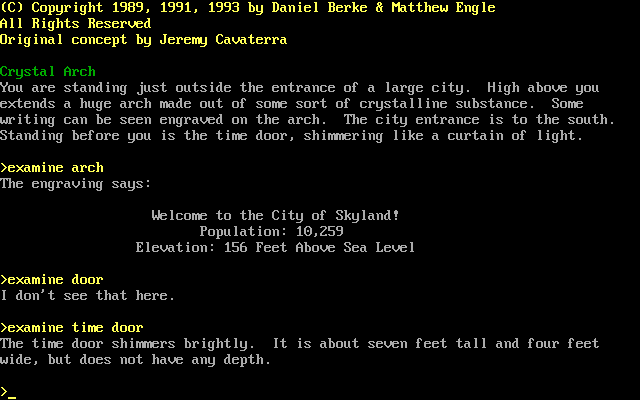 (C) Copyright 1989, 1991, 1993 by Daniel Berke & Matthew Engle
All Rights Reserved
Original concept by Jeremy Cavaterra
Crystal Arch
You are standing just outside the entrance of a large city.  High above you
extends a huge arch made out of some sort of crystalline substance.  Some
writing can be seen engraved on the arch.  The city entrance is to the south.
Standing before you is the time door, shimmering like a curtain of light.
>examine arch
The engraving says:
Welcome to the City of Skyland!
Population: 10,259
Elevation: 156 Feet Above Sea Level
>examine door
I don't see that here.
>examine time door
The time door shimmers brightly.  It is about seven feet tall and four feet
wide, but does not have any depth.
>_